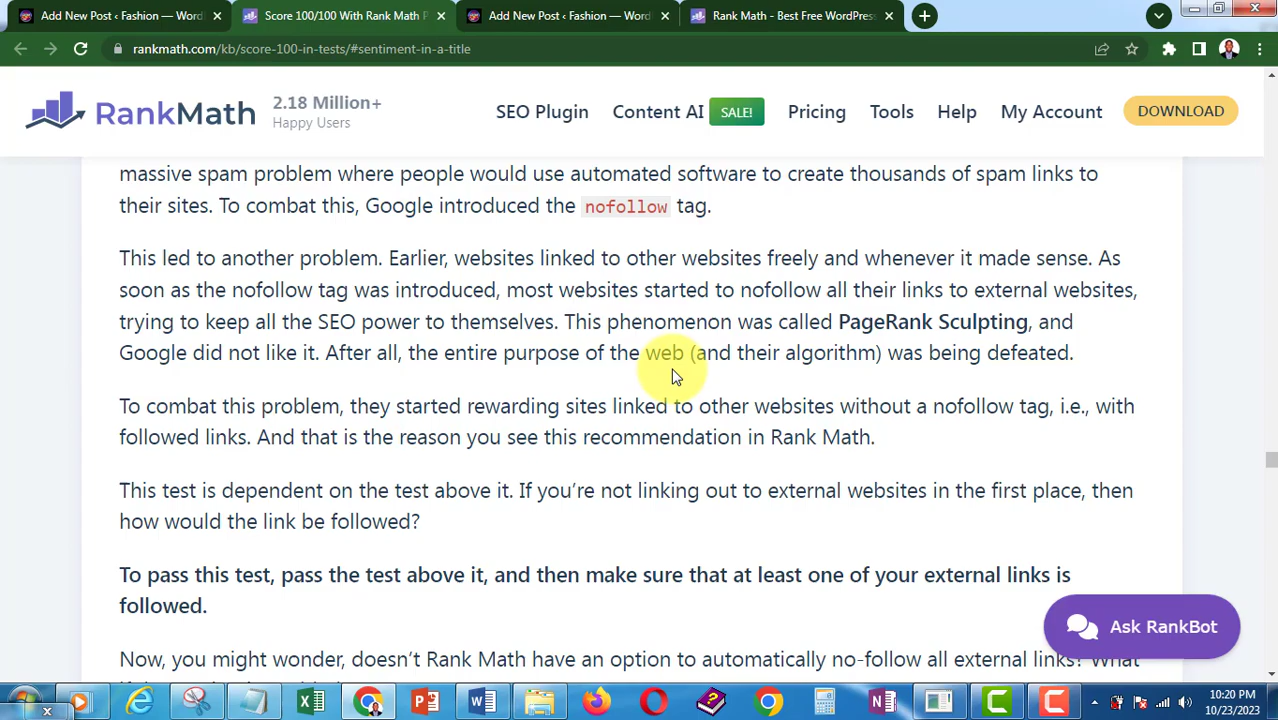 Add New Post ‹ Fashion — Word
Score 100/100 With Rank Math P
Add New Post ‹ Fashion — Word
Rank Math - Best Free WordPress
rankmath.com/kb/score-100-in-tests/#sentiment-in-a-title
RankMath
2.18 Million+
Happy Users
SEO Plugin
Content AI
SALE!
Pricing
Tools
Help
My Account
DOWNLOAD
massive spam problem where people would use automated software to create thousands of spam links to
their sites. To combat this, Google introduced the nofollow tag.
This led to another problem. Earlier, websites linked to other websites freely and whenever it made sense. As
soon as the nofollow tag was introduced, most websites started to nofollow all their links to external websites,
trying to keep all the SEO power to themselves. This phenomenon was called PageRank Sculpting, and
Google did not like it. After all, the entire purpose of the web (and their algorithm) was being defeated.
To combat this problem, they started rewarding sites linked to other websites without a nofollow tag, i.e., with
followed links. And that is the reason you see this recommendation in Rank Math.
This test is dependent on the test above it. If you’re not linking out to external websites in the first place, then
how would the link be followed?
To pass this test, pass the test above it, and then make sure that at least one of your external links is
followed.
Ask RankBot
Now, you might wonder, doesn’t Rank Math have an option to automatically no-follow all external links? What
10:20 PM
10/23/2023